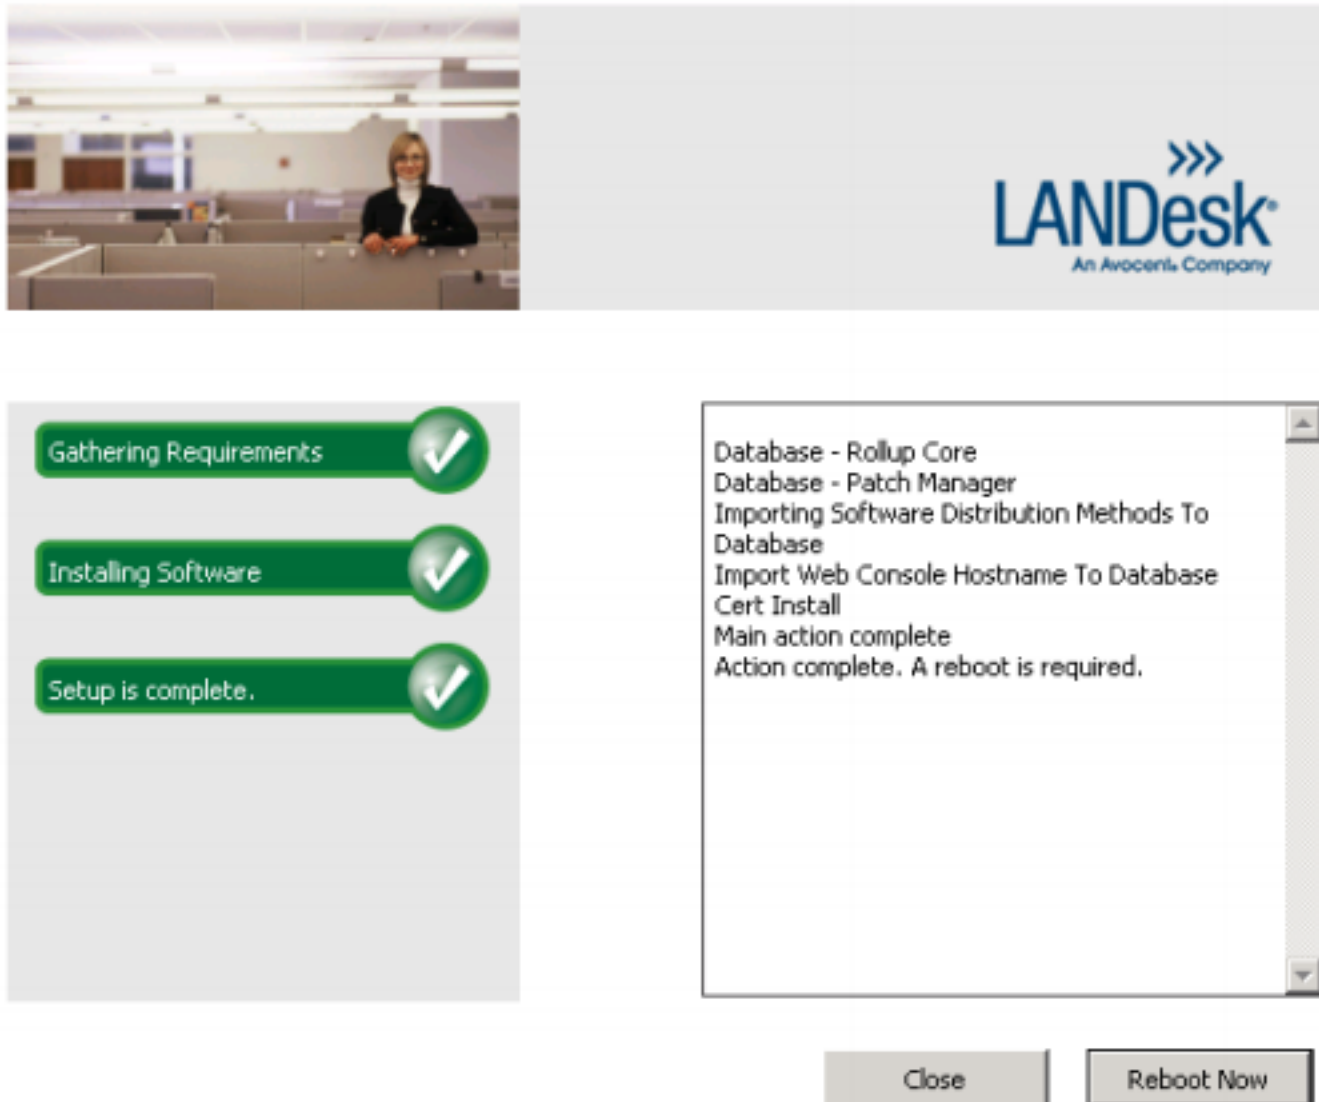 LANDesk®
An Avocent® Company
Gathering Requirements
Installing Software
Setup is complete.
Database - Rollup Core
Database - Patch Manager
Importing Software Distribution Methods To
Database
Import Web Console Hostname To Database
Cert Install
Main action complete
Action complete. A reboot is required.
Close
Reboot Now